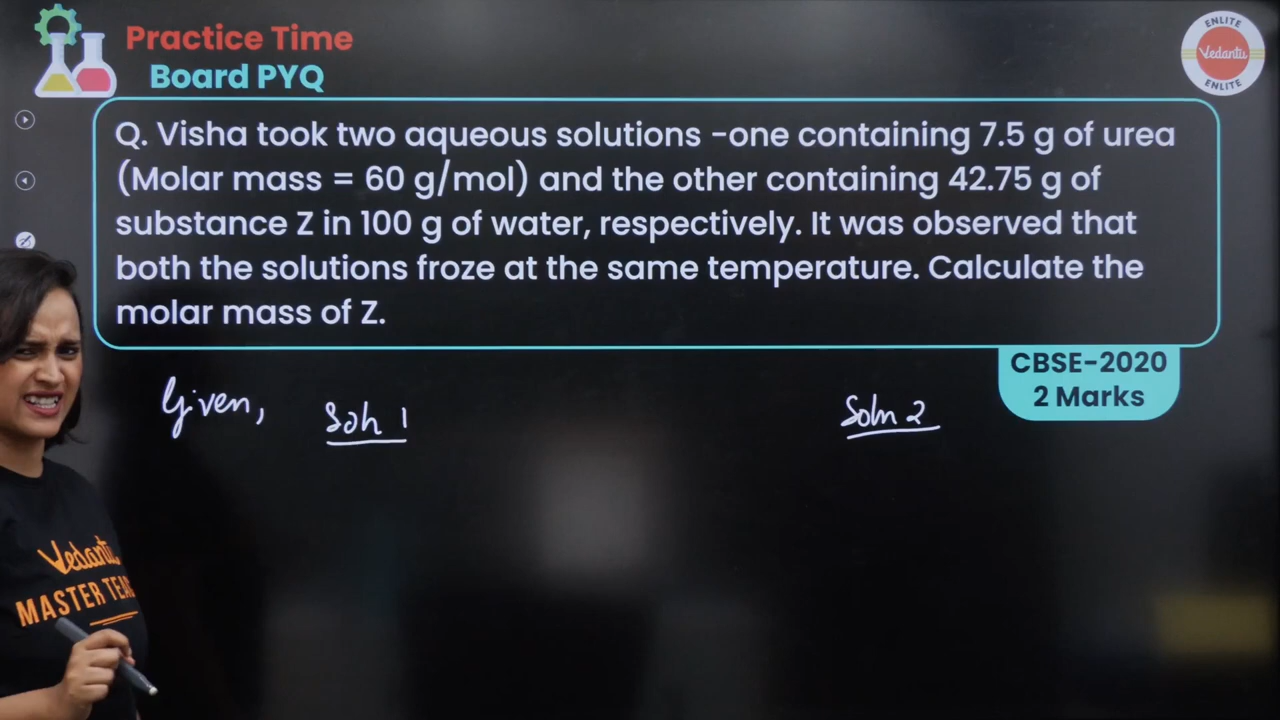 Practice Time
Board PYQ
ENLITE
Vedantu
ENLITE
Q. Visha took two aqueous solutions -one containing 7.5 g of urea
(Molar mass = 60 g/mol) and the other containing 42.75 g of
substance Z in 100 g of water, respectively. It was observed that
both the solutions froze at the same temperature. Calculate the
molar mass of Z.
CBSE-2020
2 Marks
Given,
Soln 1
Soln 2
Vedantu
MASTER